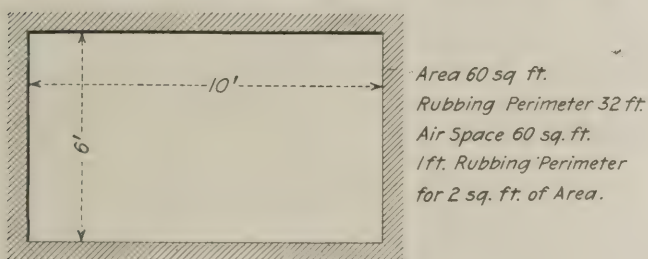 10'
6'
Area 60 sq. ft.
Rubbing Perimeter 32 ft.
Air Space 60 sq. ft.
1 ft. Rubbing Perimeter
for 2 sq. ft. of Area.